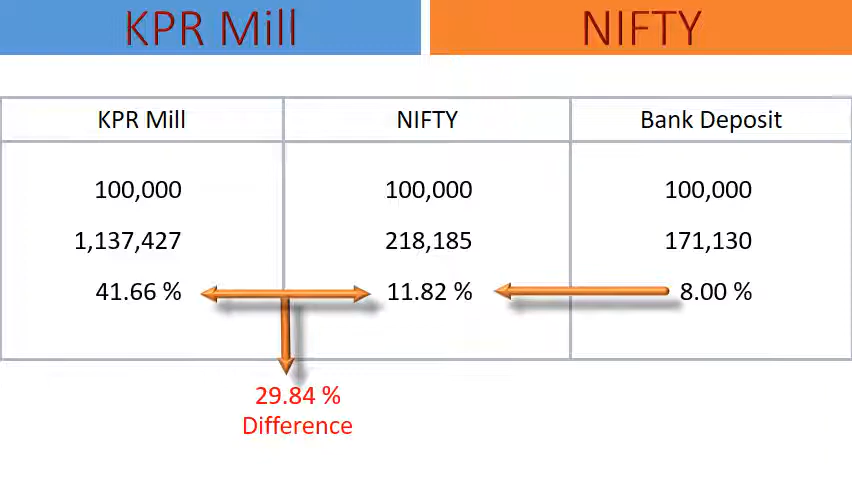 KPR Mill NIFTY
KPR Mill NIFTY Bank Deposit
100,000 100,000 100,000
1,137,427 218,185 171,130
41.66 % 11.82 % 8.00 %
29.84 %
Difference